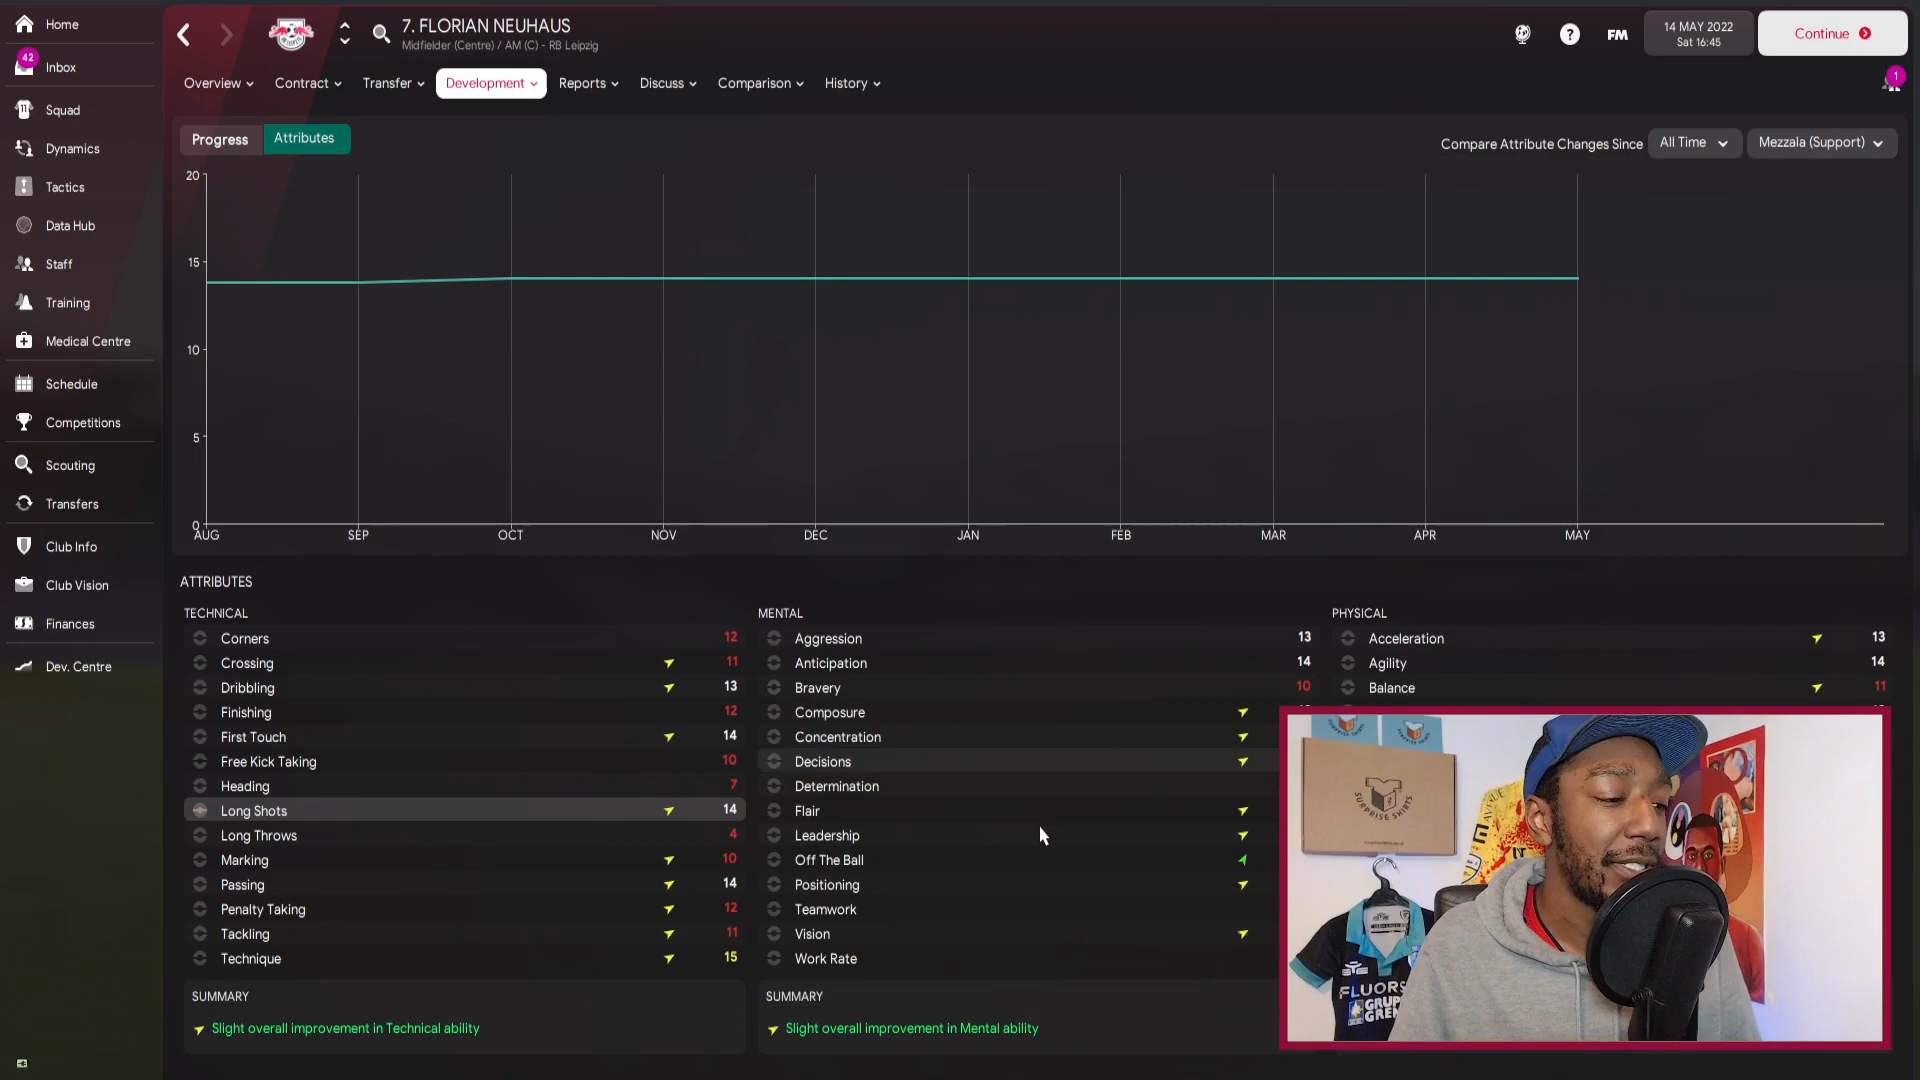 Home
42
Inbox
Squad
Dynamics
Tactics
Data Hub
Staff
Training
Medical Centre
Schedule
Competitions
Scouting
Transfers
Club Info
Club Vision
Finances
Dev. Centre
7. FLORIAN NEUHAUS
Midfielder (Centre) / AM (C) - RB Leipzig
FM
14 MAY 2022
Sat 16:45
Continue
Overview
Contract
Transfer
Development
Reports
Discuss
Comparison
History
1
Progress
Attributes
Compare Attribute Changes Since
All Time
Mezzala (Support)
20
15
10
5
0
AUG SEP OCT NOV DEC JAN FEB MAR APR MAY
ATTRIBUTES
TECHNICAL
Corners 12
Crossing 11
Dribbling 13
Finishing 12
First Touch 14
Free Kick Taking 10
Heading 7
Long Shots 14
Long Throws 4
Marking 10
Passing 14
Penalty Taking 12
Tackling 11
Technique 15
SUMMARY
Slight overall improvement in Technical ability
MENTAL
Aggression 13
Anticipation 14
Bravery 10
Composure
Concentration
Decisions
Determination
Flair
Leadership
Off The Ball
Positioning
Teamwork
Vision
Work Rate
SUMMARY
Slight overall improvement in Mental ability
PHYSICAL
Acceleration 13
Agility 14
Balance 11
SURPRISE SHIRTS
FLUOR
GRUP